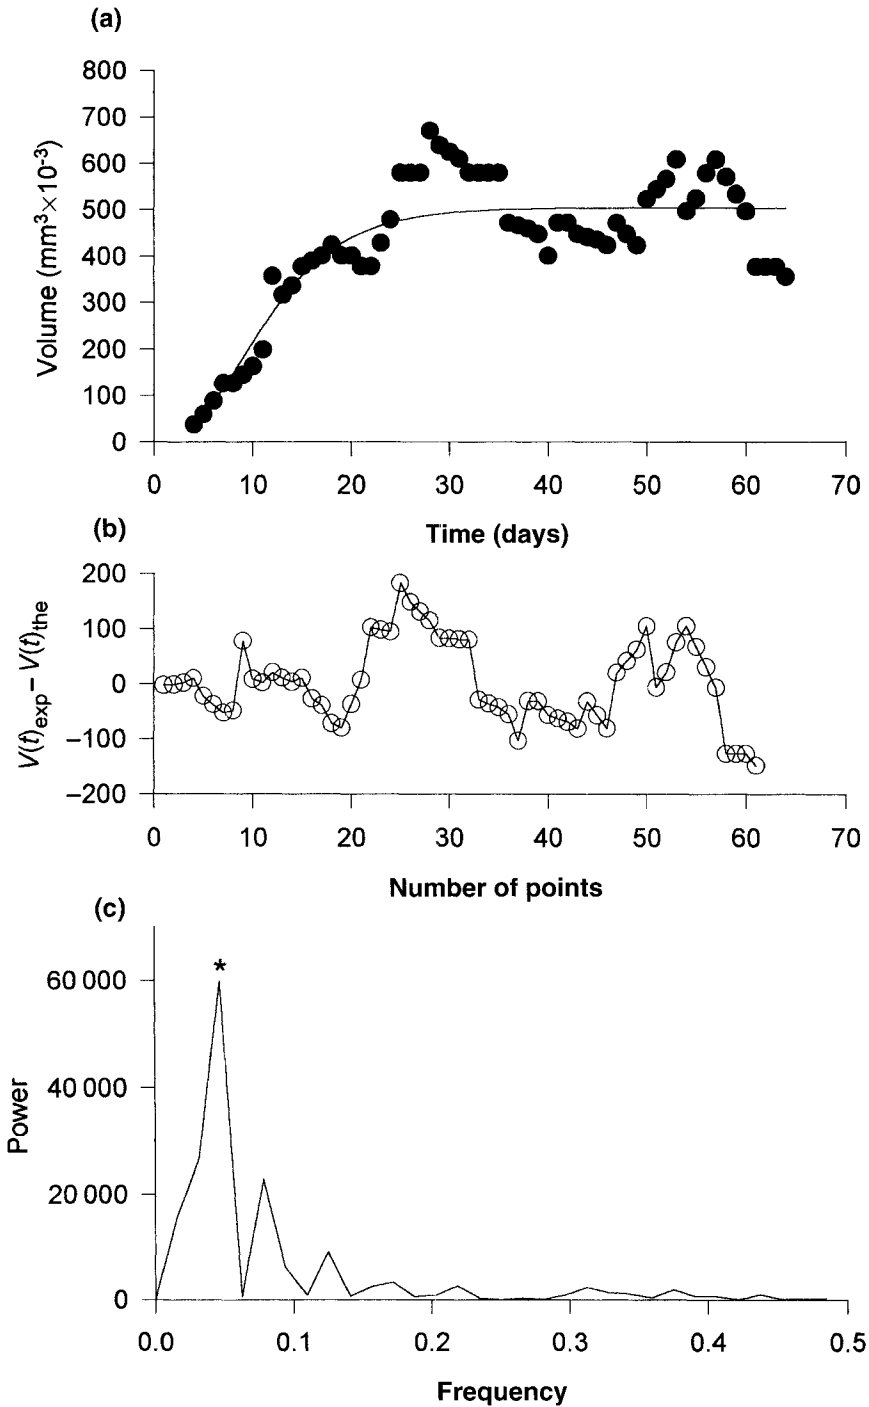 (a)
800
700
600
500
400
300
200
100
0
Volume (mm³×10⁻³)
0 10 20 30 40 50 60 70
Time (days)
(b)
200
100
0
−100
−200
V(t)exp− V(t)the
0 10 20 30 40 50 60 70
Number of points
(c)
*
60 000
40 000
20 000
0
Power
0.0 0.1 0.2 0.3 0.4 0.5
Frequency